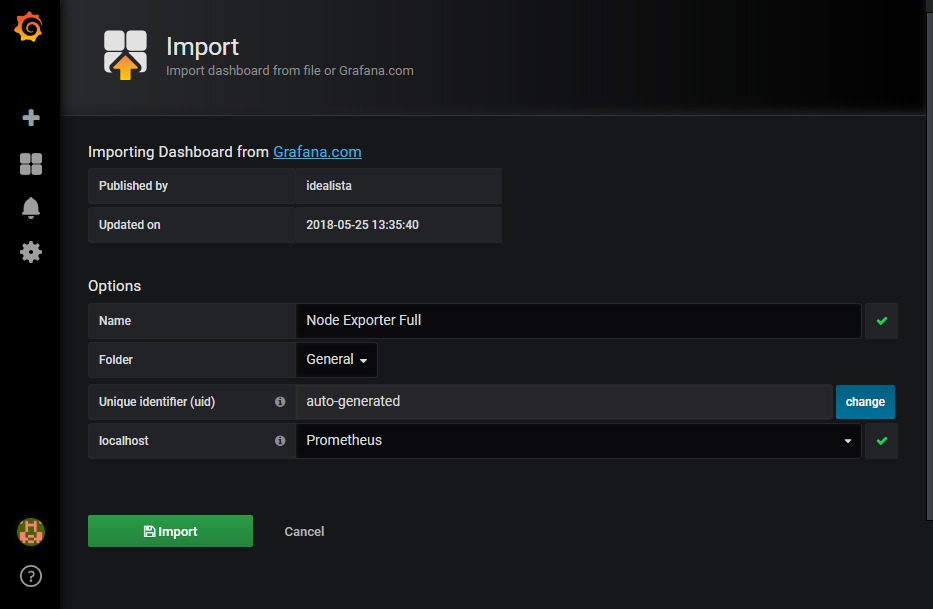 Import
Import dashboard from file or Grafana.com
Importing Dashboard from Grafana.com
Published by idealista
Updated on 2018-05-25 13:35:40
Options
Name Node Exporter Full
Folder General
Unique identifier (uid) auto-generated change
localhost Prometheus
Import Cancel